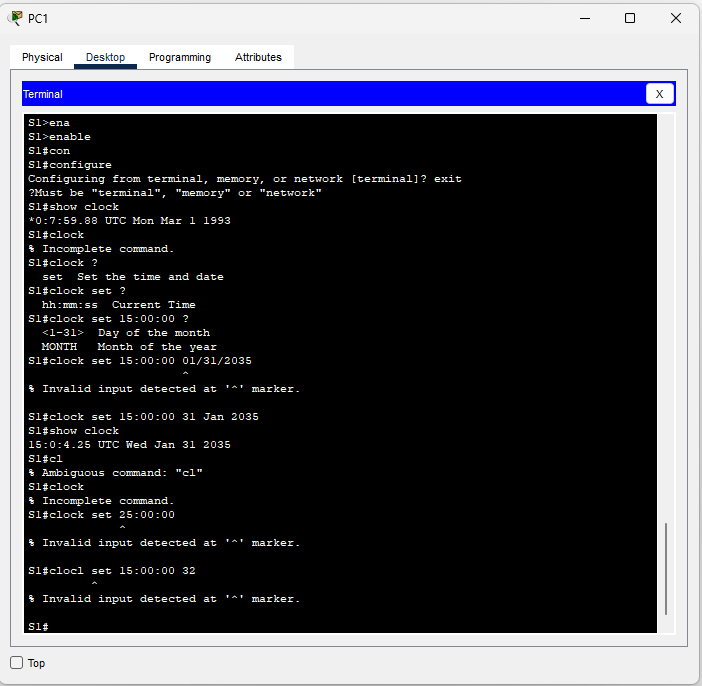 PC1
Physical Desktop Programming Attributes
Terminal
X
S1>ena
S1>enable
S1#con
S1#configure
Configuring from terminal, memory, or network [terminal]? exit
?Must be "terminal", "memory" or "network"
S1#show clock
*0:7:59.88 UTC Mon Mar 1 1993
S1#clock
% Incomplete command.
S1#clock ?
  set  Set the time and date
S1#clock set ?
  hh:mm:ss  Current Time
S1#clock set 15:00:00 ?
  <1-31>  Day of the month
  MONTH   Month of the year
S1#clock set 15:00:00 01/31/2035
                      ^
% Invalid input detected at '^' marker.
S1#clock set 15:00:00 31 Jan 2035
S1#show clock
15:0:4.25 UTC Wed Jan 31 2035
S1#cl
% Ambiguous command: "cl"
S1#clock
% Incomplete command.
S1#clock set 25:00:00
             ^
% Invalid input detected at '^' marker.
S1#clocl set 15:00:00 32
         ^
% Invalid input detected at '^' marker.
S1#
Top